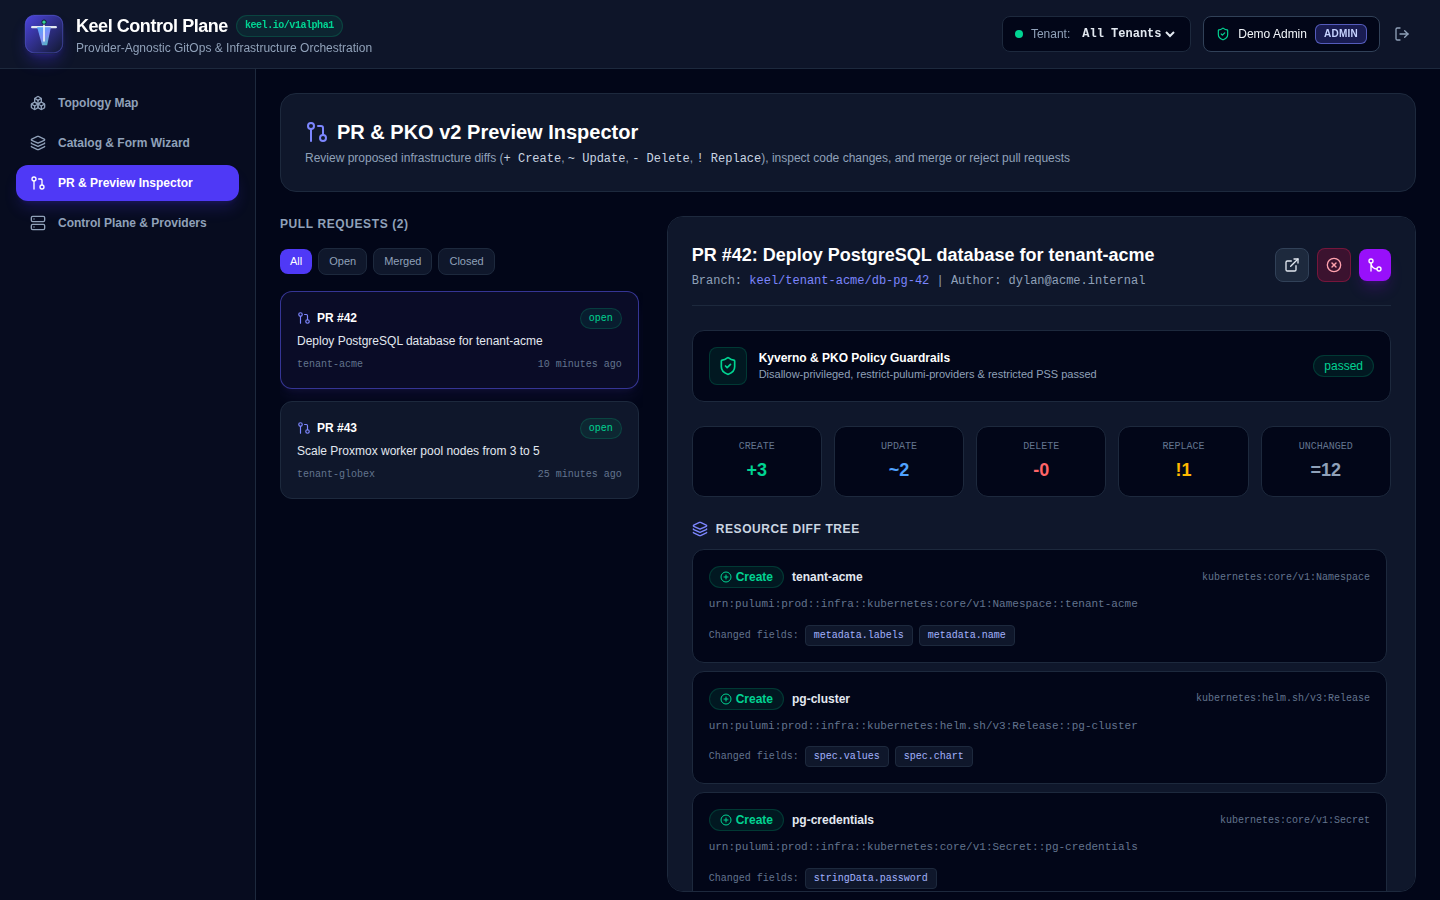 Keel Control Plane keel.io/v1alpha1
Provider-Agnostic GitOps & Infrastructure Orchestration
Tenant: All Tenants
Demo Admin ADMIN
Topology Map
Catalog & Form Wizard
PR & Preview Inspector
Control Plane & Providers
PR & PKO v2 Preview Inspector
Review proposed infrastructure diffs (+ Create, ~ Update, - Delete, ! Replace), inspect code changes, and merge or reject pull requests
PULL REQUESTS (2)
All Open Merged Closed
PR #42 open
Deploy PostgreSQL database for tenant-acme
tenant-acme 10 minutes ago
PR #43 open
Scale Proxmox worker pool nodes from 3 to 5
tenant-globex 25 minutes ago
PR #42: Deploy PostgreSQL database for tenant-acme
Branch: keel/tenant-acme/db-pg-42 | Author: dylan@acme.internal
Kyverno & PKO Policy Guardrails
Disallow-privileged, restrict-pulumi-providers & restricted PSS passed
passed
CREATE UPDATE DELETE REPLACE UNCHANGED
+3 ~2 -0 !1 =12
RESOURCE DIFF TREE
Create tenant-acme kubernetes:core/v1:Namespace
urn:pulumi:prod::infra::kubernetes:core/v1:Namespace::tenant-acme
Changed fields: metadata.labels metadata.name
Create pg-cluster kubernetes:helm.sh/v3:Release
urn:pulumi:prod::infra::kubernetes:helm.sh/v3:Release::pg-cluster
Changed fields: spec.values spec.chart
Create pg-credentials kubernetes:core/v1:Secret
urn:pulumi:prod::infra::kubernetes:core/v1:Secret::pg-credentials
Changed fields: stringData.password